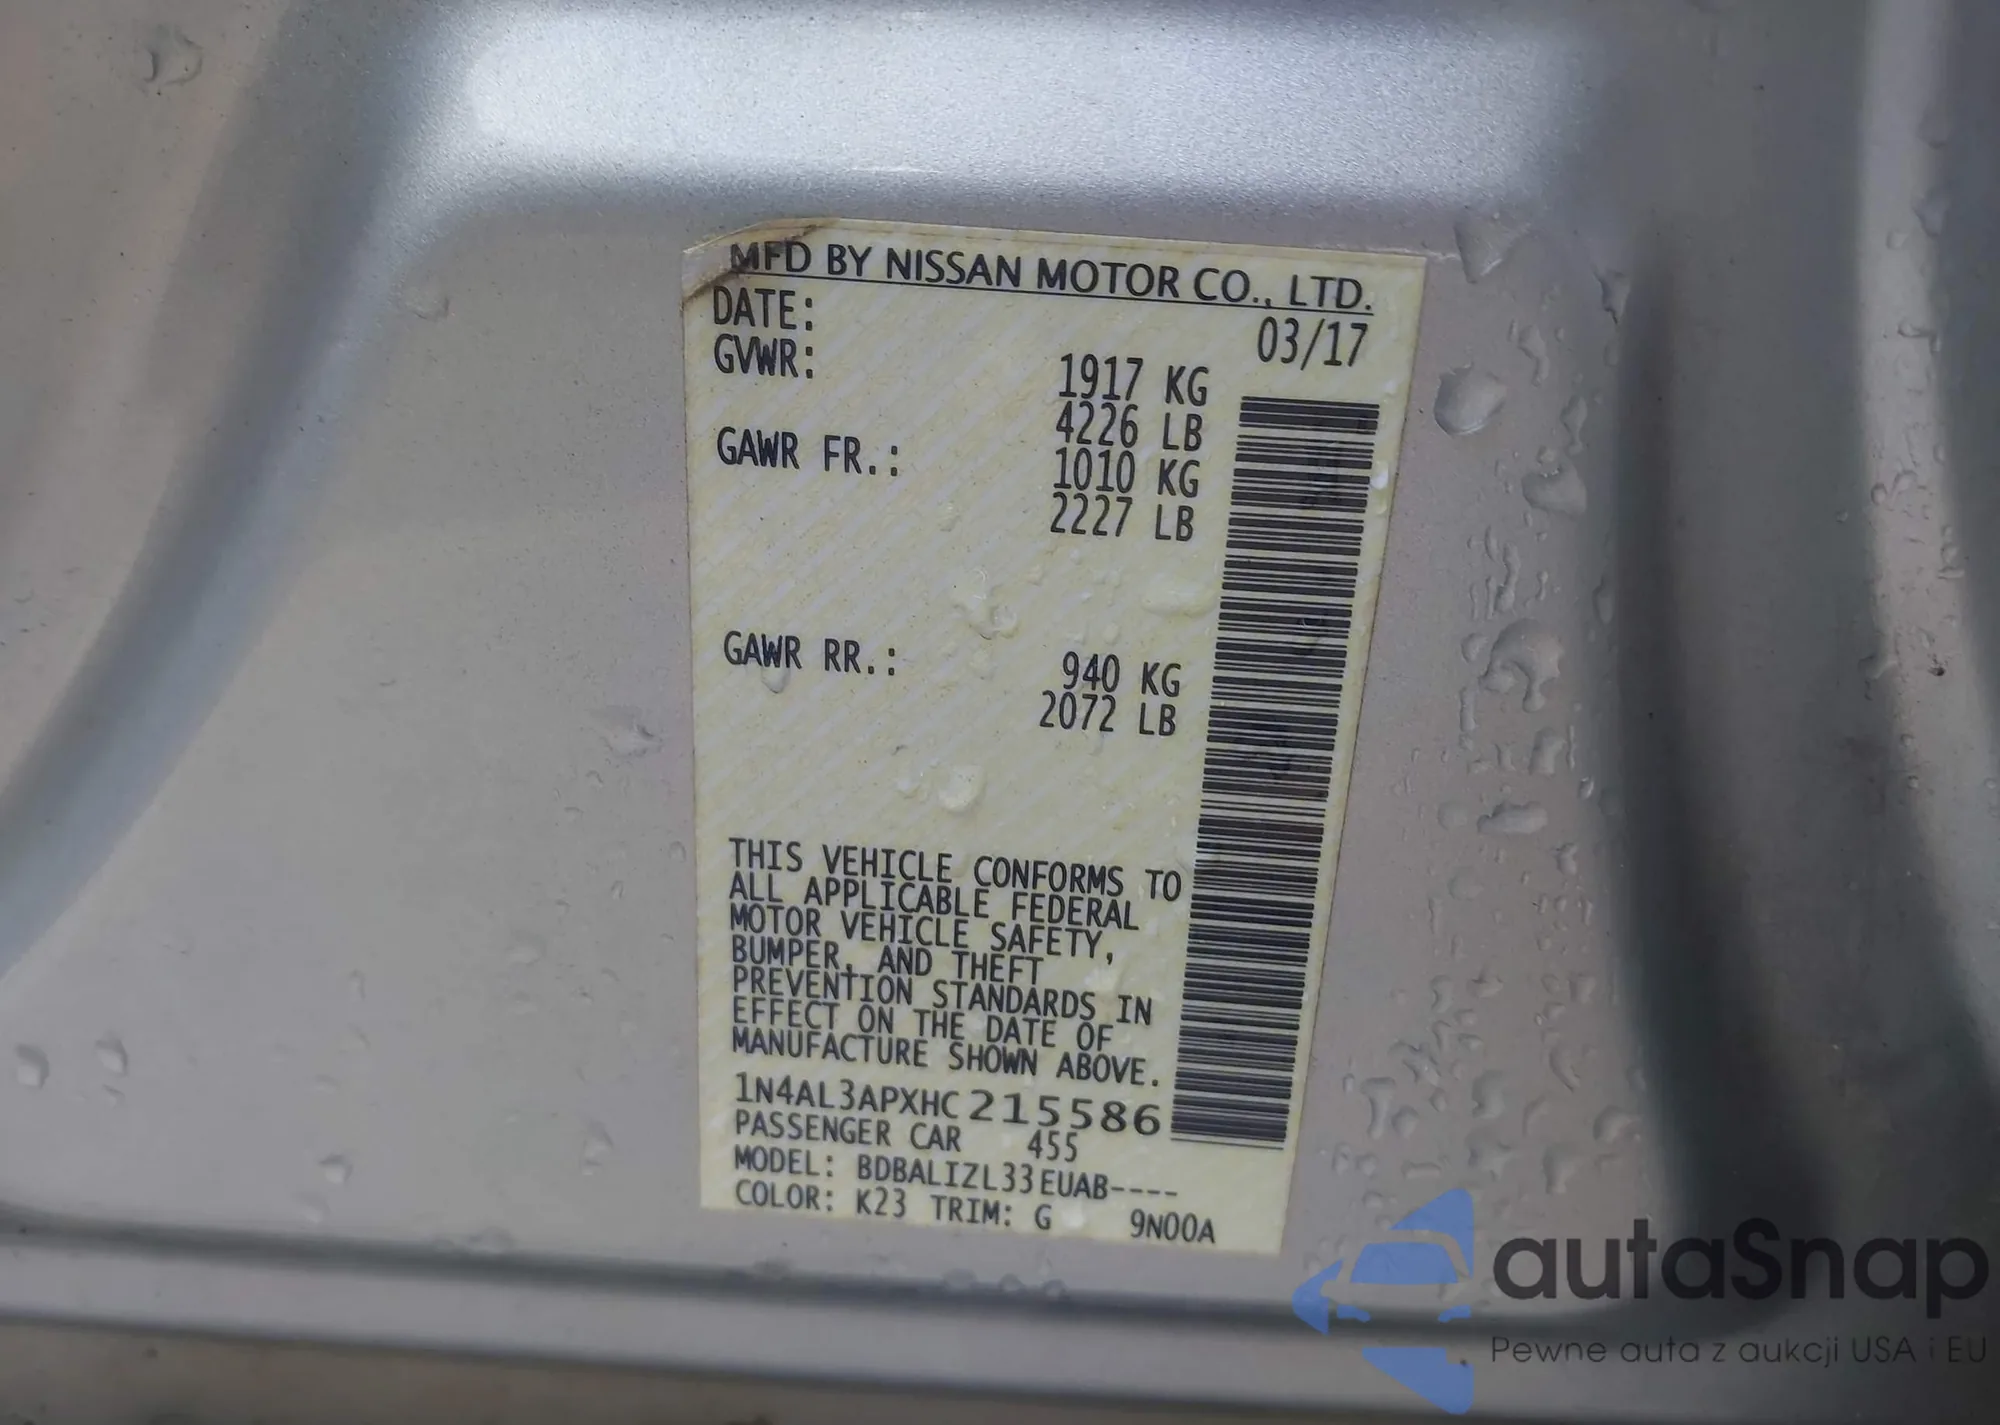 MFD BY NISSAN MOTOR CO., LTD.
DATE: 03/17
GVWR: 1917 KG
4226 LB
GAWR FR.: 1010 KG
2227 LB
GAWR RR.: 940 KG
2072 LB
THIS VEHICLE CONFORMS TO
ALL APPLICABLE FEDERAL
MOTOR VEHICLE SAFETY,
BUMPER, AND THEFT
PREVENTION STANDARDS IN
EFFECT ON THE DATE OF
MANUFACTURE SHOWN ABOVE.
1N4AL3APXHC215586
PASSENGER CAR 455
MODEL: BDBALIZL33EUAB----
COLOR: K23 TRIM: G 9N00A
autaSnap
Pewne auta z aukcji USA i EU